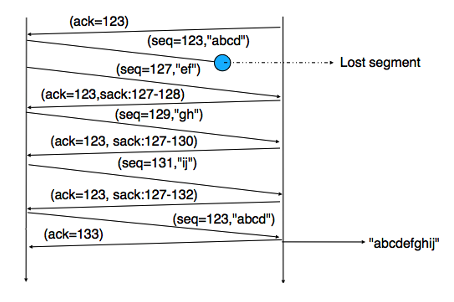 (ack=123)
(seq=123,"abcd")
Lost segment
(seq=127,"ef")
(ack=123,sack:127-128)
(seq=129,"gh")
(ack=123, sack:127-130)
(seq=131,"ij")
(ack=123, sack:127-132)
(seq=123,"abcd")
(ack=133)
"abcdefghij"